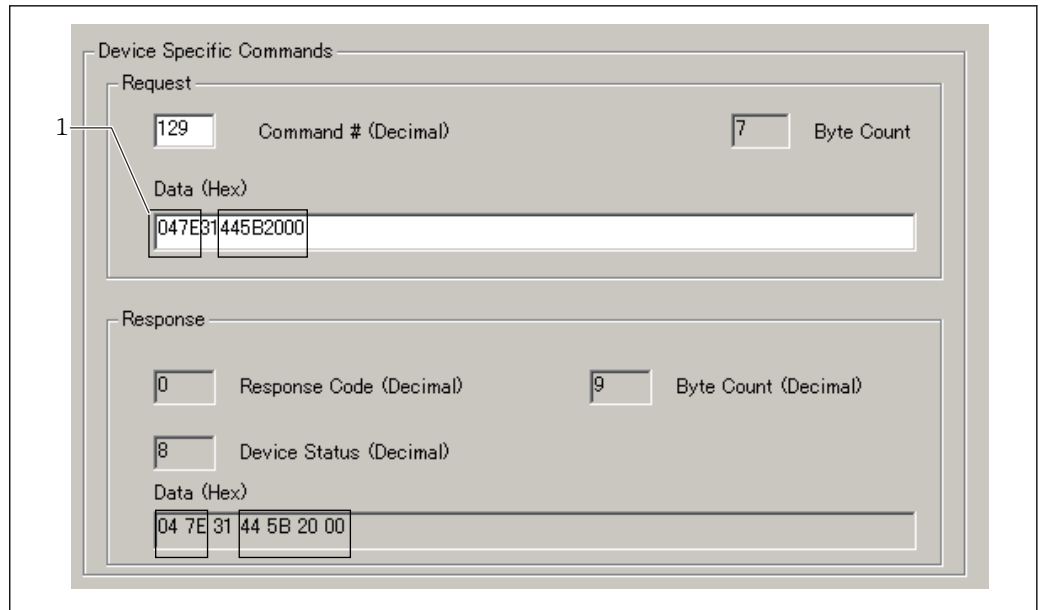 Device Specific Commands
Request
1
129 Command # (Decimal) 7 Byte Count
Data (Hex)
047E31445B2000
Response
0 Response Code (Decimal) 9 Byte Count (Decimal)
8 Device Status (Decimal)
Data (Hex)
04 7E 31 44 5B 20 00